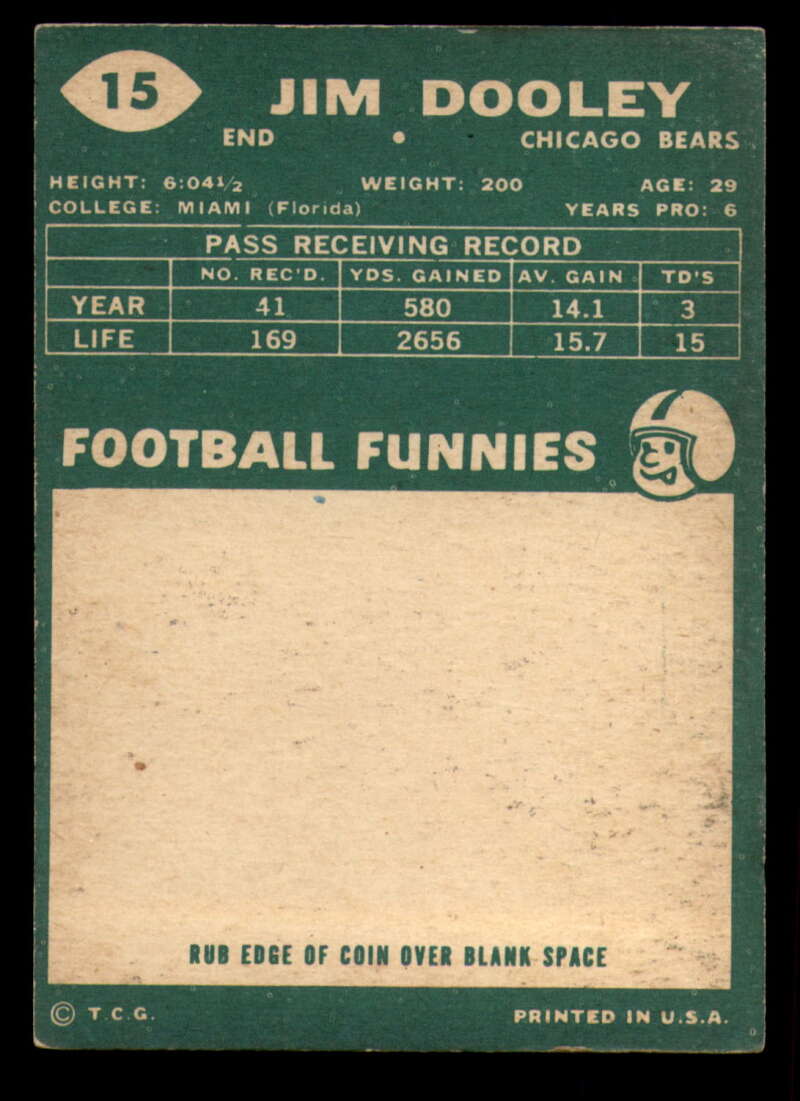 15
JIM DOOLEY
END • CHICAGO BEARS
HEIGHT: 6:04½ WEIGHT: 200 AGE: 29
COLLEGE: MIAMI (Florida) YEARS PRO: 6
PASS RECEIVING RECORD
NO. REC'D. YDS. GAINED AV. GAIN TD'S
YEAR 41 580 14.1 3
LIFE 169 2656 15.7 15
FOOTBALL FUNNIES
RUB EDGE OF COIN OVER BLANK SPACE
© T.C.G. PRINTED IN U.S.A.